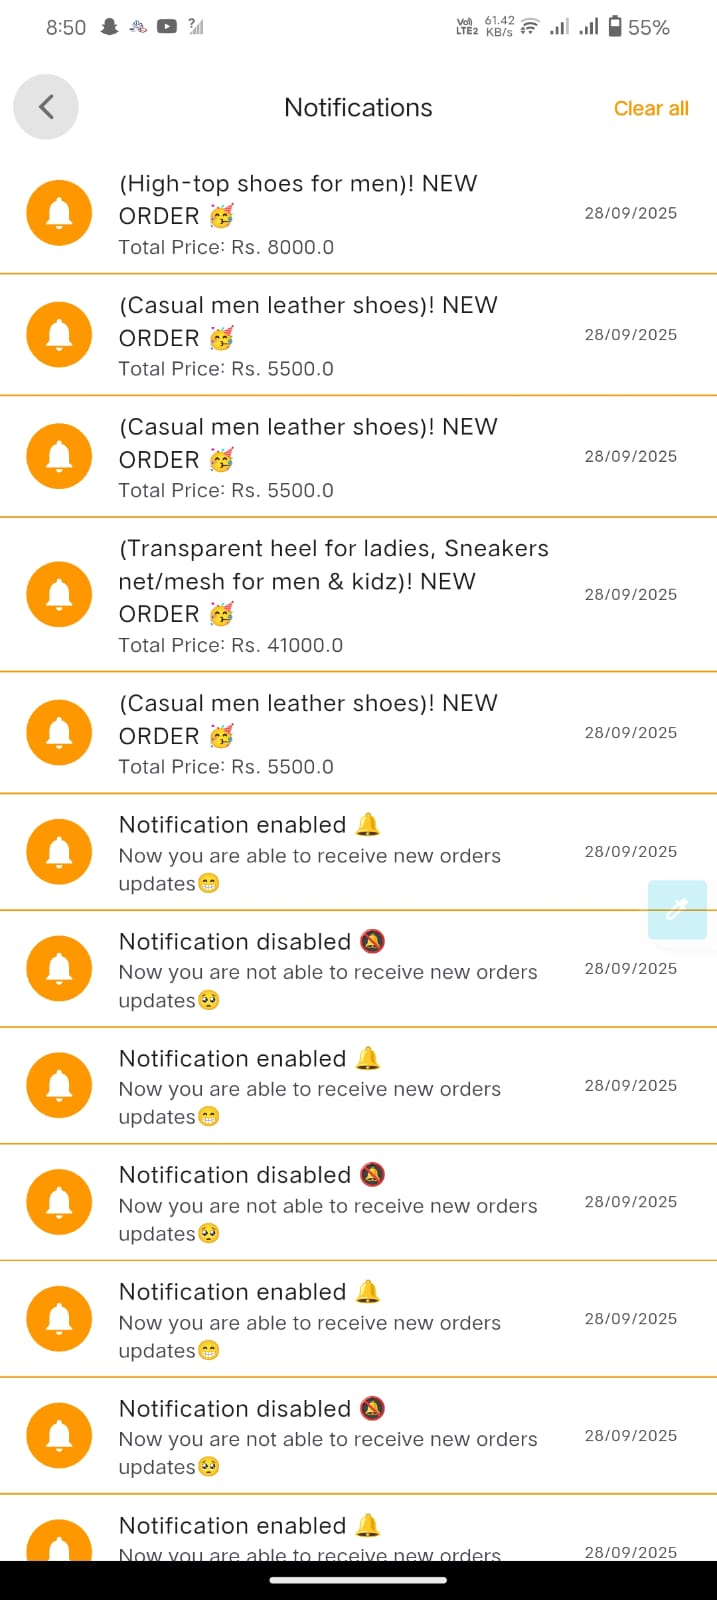 8:50
Vo) LTE2 61.42 KB/s 55%
Notifications
Clear all
(High-top shoes for men)! NEW
ORDER 🥳
Total Price: Rs. 8000.0
28/09/2025
(Casual men leather shoes)! NEW
ORDER 🥳
Total Price: Rs. 5500.0
28/09/2025
(Casual men leather shoes)! NEW
ORDER 🥳
Total Price: Rs. 5500.0
28/09/2025
(Transparent heel for ladies, Sneakers
net/mesh for men & kidz)! NEW
ORDER 🥳
Total Price: Rs. 41000.0
28/09/2025
(Casual men leather shoes)! NEW
ORDER 🥳
Total Price: Rs. 5500.0
28/09/2025
Notification enabled 🔔
Now you are able to receive new orders
updates😁
28/09/2025
Notification disabled 🔕
Now you are not able to receive new orders
updates🥺
28/09/2025
Notification enabled 🔔
Now you are able to receive new orders
updates😁
28/09/2025
Notification disabled 🔕
Now you are not able to receive new orders
updates🥺
28/09/2025
Notification enabled 🔔
Now you are able to receive new orders
updates😁
28/09/2025
Notification disabled 🔕
Now you are not able to receive new orders
updates🥺
28/09/2025
Notification enabled 🔔
Now you are able to receive new orders
28/09/2025